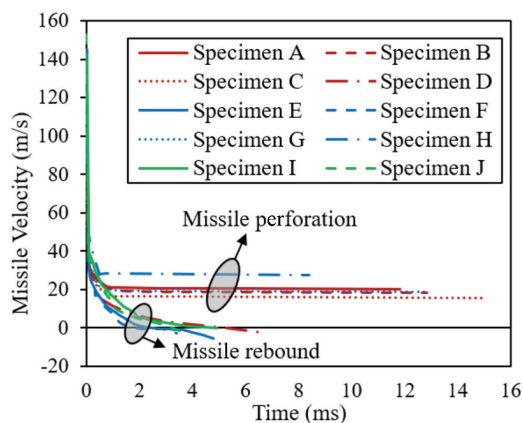 180
160
140
120
100
80
60
40
20
0
-20
Missile Velocity (m/s)
Specimen A Specimen B
Specimen C Specimen D
Specimen E Specimen F
Specimen G Specimen H
Specimen I Specimen J
Missile perforation
Missile rebound
0 2 4 6 8 10 12 14 16
Time (ms)